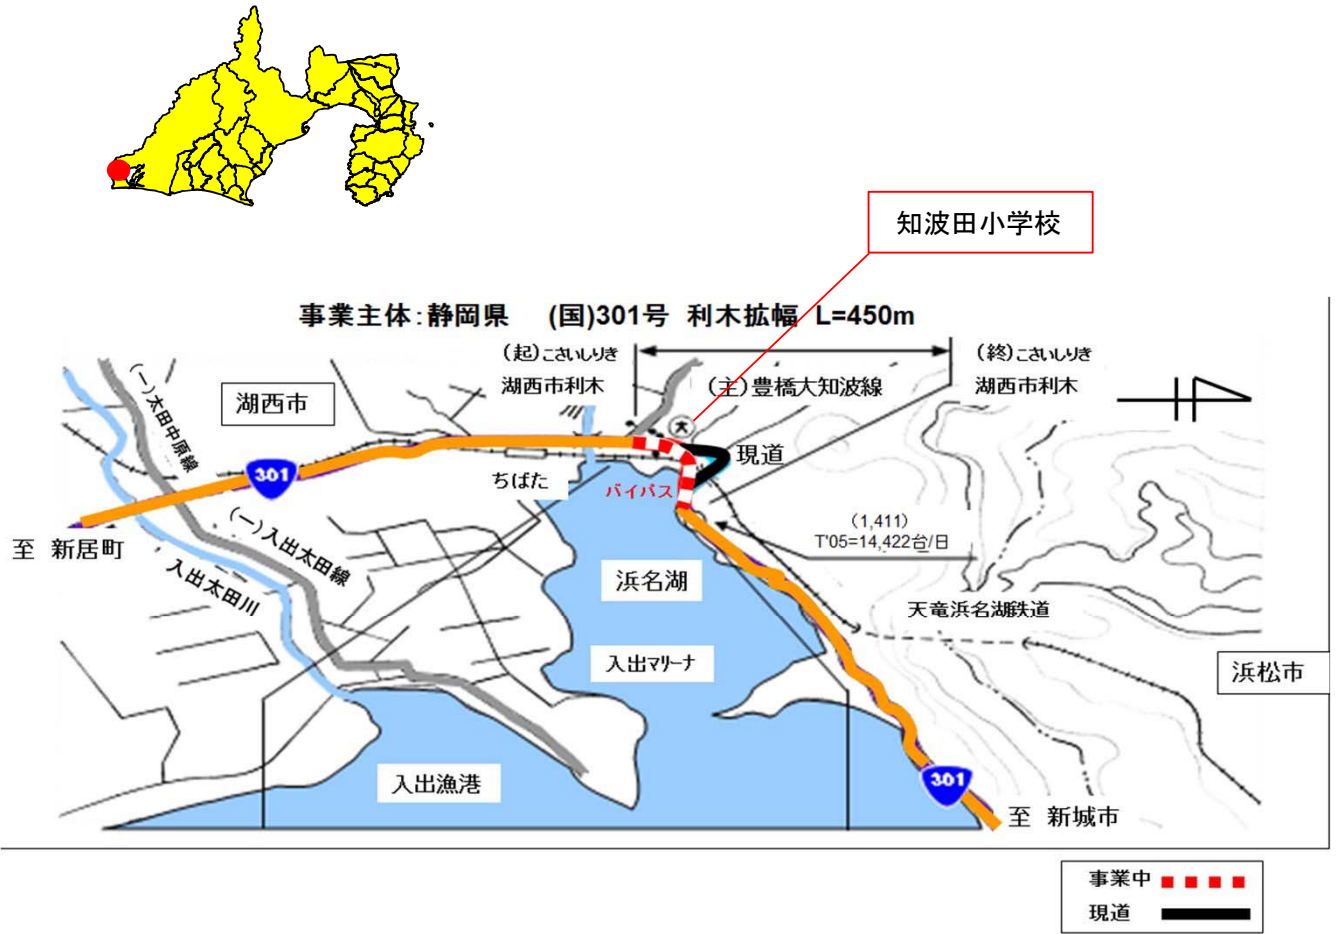 知波田小学校
事業主体:静岡県 (国)301号 利木拡幅 L=450m
(起)こさいしりき
湖西市利木
(終)こさいしりき
湖西市利木
(主)豊橋大知波線
湖西市
(一)太田中原線
301
ちばた
バイパス
現道
(1,411)
T'05=14,422台/日
至 新居町
(一)入出太田線
入出太田川
浜名湖
入出マリーナ
天竜浜名湖鉄道
浜松市
入出漁港
301
至 新城市
事業中
現道